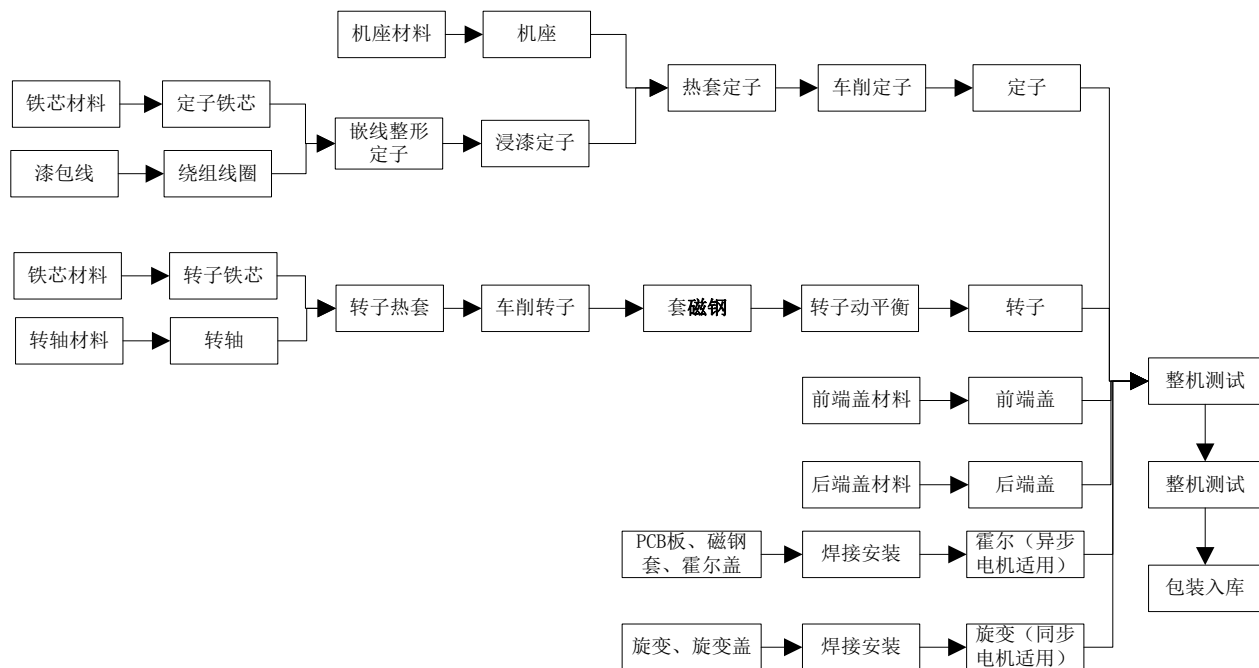 机座材料
机座
铁芯材料
定子铁芯
热套定子
车削定子
定子
嵌线整形
定子
浸漆定子
漆包线
绕组线圈
铁芯材料
转子铁芯
转子热套
车削转子
套磁钢
转子动平衡
转子
转轴材料
转轴
整机测试
前端盖材料
前端盖
后端盖材料
后端盖
整机测试
PCB板、磁钢
套、霍尔盖
焊接安装
霍尔（异步
电机适用）
包装入库
旋变、旋变盖
焊接安装
旋变（同步
电机适用）